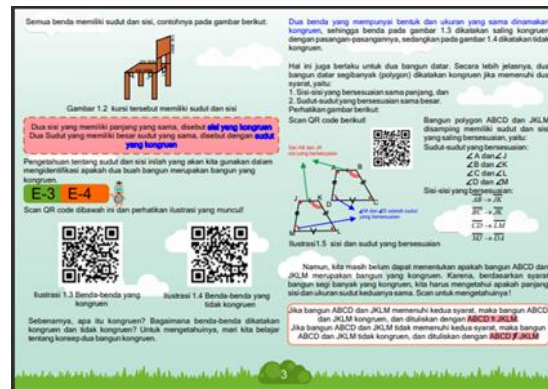 Semua benda memiliki sudut dan sisi, contohnya pada gambar berikut:
Gambar 1.2 kursi tersebut memiliki sudut dan sisi
Dua sisi yang memiliki panjang yang sama, disebut sisi yang kongruen
Dua Sudut yang memiliki besar sudut yang sama, disebut dengan sudut
yang kongruen
Pengetahuan tentang sudut dan sisi inilah yang akan kita gunakan dalam
mengidentifikasi apakah dua buah bangun merupakan bangun yang
kongruen.
E-3 E-4
Scan QR code dibawah ini dan perhatikan ilustrasi yang muncul!
Ilustrasi 1.3 Benda-benda yang
kongruen
Ilustrasi 1.4 Benda-benda yang
tidak kongruen
Sebenarnya, apa itu kongruen? Bagaimana benda-benda dikatakan
kongruen dan tidak kongruen? Untuk mengetahuinya, mari kita belajar
tentang konsep dua bangun kongruen.
Dua benda yang mempunyai bentuk dan ukuran yang sama dinamakan
kongruen, sehingga benda pada gambar 1.3 dikatakan saling kongruen
dengan pasangan-pasangannya, sedangkan pada gambar 1.4 dikatakan tidak
kongruen.
Hal ini juga berlaku untuk dua bangun datar. Secara lebih jelasnya, dua
bangun datar segibanyak (polygon) dikatakan kongruen jika memenuhi dua
syarat, yaitu:
1. Sisi-sisi yang bersesuaian sama panjang, dan
2. Sudut-sudut yang bersesuaian sama besar.
Perhatikan gambar berikut!
Scan QR code berikut!
Sisi AB dan JK
sisi yang bersesuaian
∠M dan ∠D adalah sudut
yang bersesuaian
Ilustrasi1.5 sisi dan sudut yang bersesuaian
Bangun polygon ABCD dan JKLM
disamping memiliki sudut dan sisi
yang saling bersesuaian, yaitu:
Sudut-sudut yang bersesuaian:
∠A dan ∠J
∠B dan ∠K
∠C dan ∠L
∠D dan ∠M
Sisi-sisi yang bersesuaian:
AB → JK
CD → LM
Namun, kita masih belum dapat menentukan apakah bangun ABCD dan
JKLM merupakan bangun yang kongruen. Karena, berdasarkan syarat
bangun segi banyak yang kongruen, kita harus mengetahui apakah panjang
sisi dan ukuran sudut keduanya sama. Scan untuk mengetahuinya!
Jika bangun ABCD dan JKLM memenuhi kedua syarat, maka bangun ABCD
dan JKLM kongruen, dan dituliskan dengan ABCD ≅ JKLM.
Jika bangun ABCD dan JKLM tidak memenuhi kedua syarat, maka bangun
ABCD dan JKLM tidak kongruen, dan dituliskan dengan ABCD ≇ JKLM
3